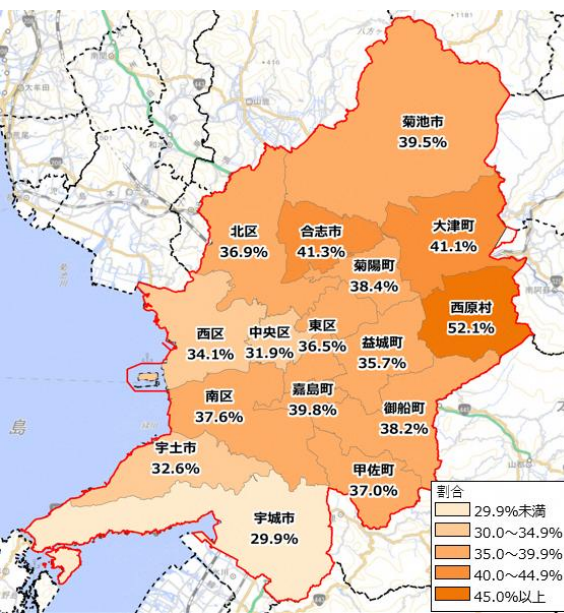 菊池市
39.5%
北区
36.9%
合志市
41.3%
大津町
41.1%
菊陽町
38.4%
西原村
52.1%
西区
34.1%
中央区
31.9%
東区
36.5%
益城町
35.7%
南区
37.6%
嘉島町
39.8%
御船町
38.2%
宇土市
32.6%
甲佐町
37.0%
宇城市
29.9%
島
割合
29.9%未満
30.0～34.9%
35.0～39.9%
40.0～44.9%
45.0%以上